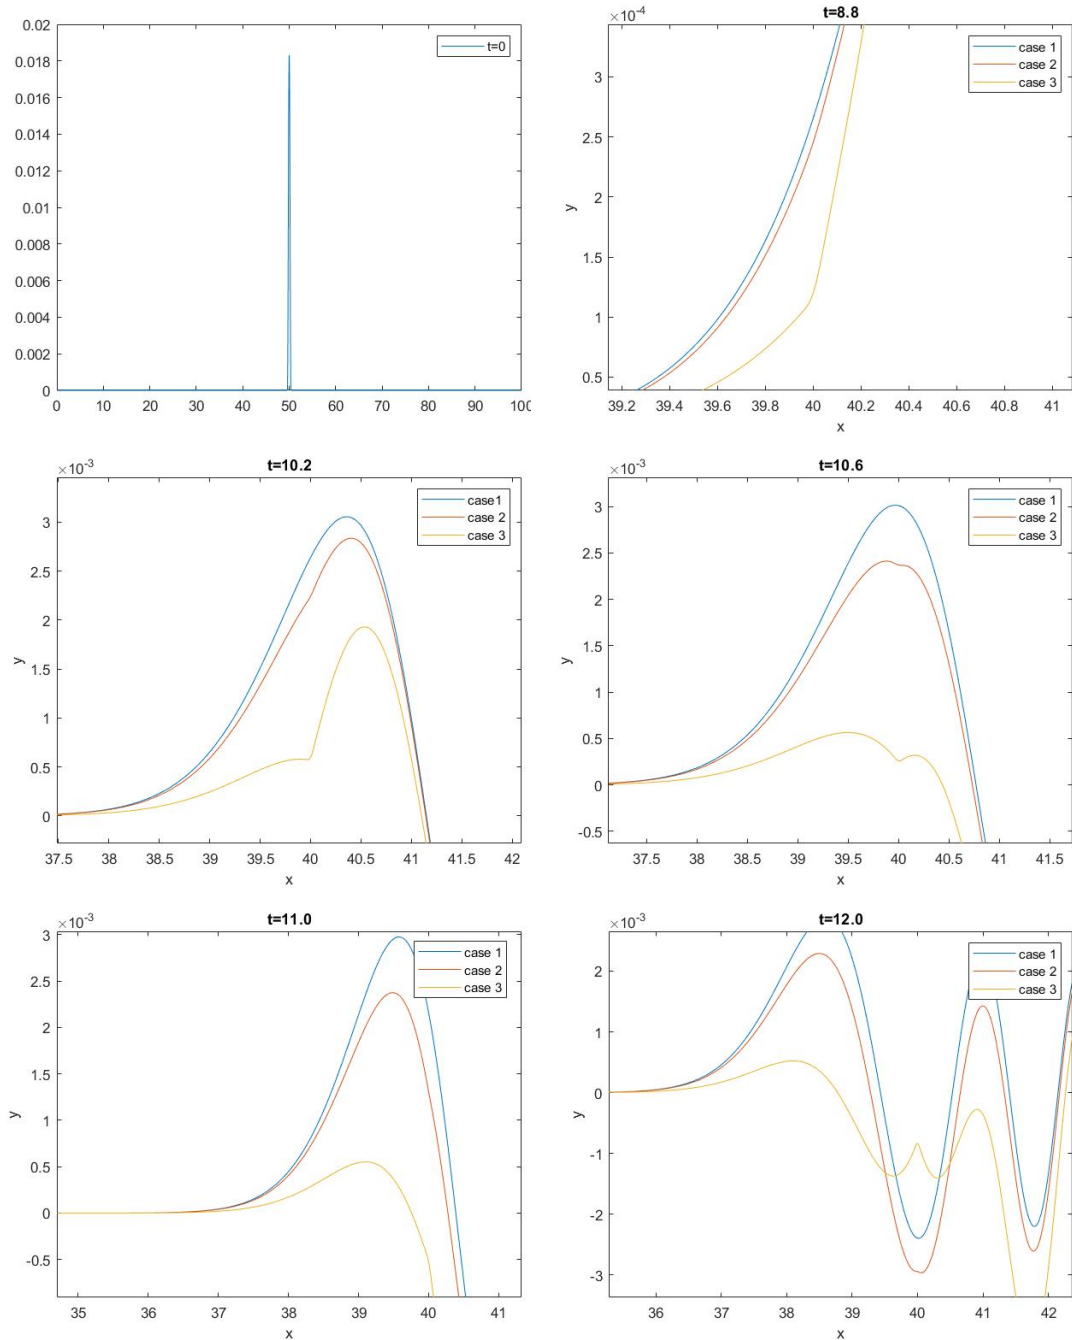 0.02
0.018
0.016
0.014
0.012
0.01
0.008
0.006
0.004
0.002
0
0 10 20 30 40 50 60 70 80 90 100
t=0
×10⁻⁴
t=8.8
3
2.5
2
1.5
1
0.5
y
39.2 39.4 39.6 39.8 40 40.2 40.4 40.6 40.8 41
x
case 1
case 2
case 3
×10⁻³
t=10.2
3
2.5
2
1.5
1
0.5
0
y
37.5 38 38.5 39 39.5 40 40.5 41 41.5 42
x
case1
case 2
case 3
×10⁻³
t=10.6
3
2.5
2
1.5
1
0.5
0
-0.5
y
37.5 38 38.5 39 39.5 40 40.5 41 41.5
x
case 1
case 2
case 3
×10⁻³
t=11.0
3
2.5
2
1.5
1
0.5
0
-0.5
y
35 36 37 38 39 40 41
x
case 1
case 2
case 3
×10⁻³
t=12.0
2
1
0
-1
-2
-3
y
36 37 38 39 40 41 42
x
case 1
case 2
case 3